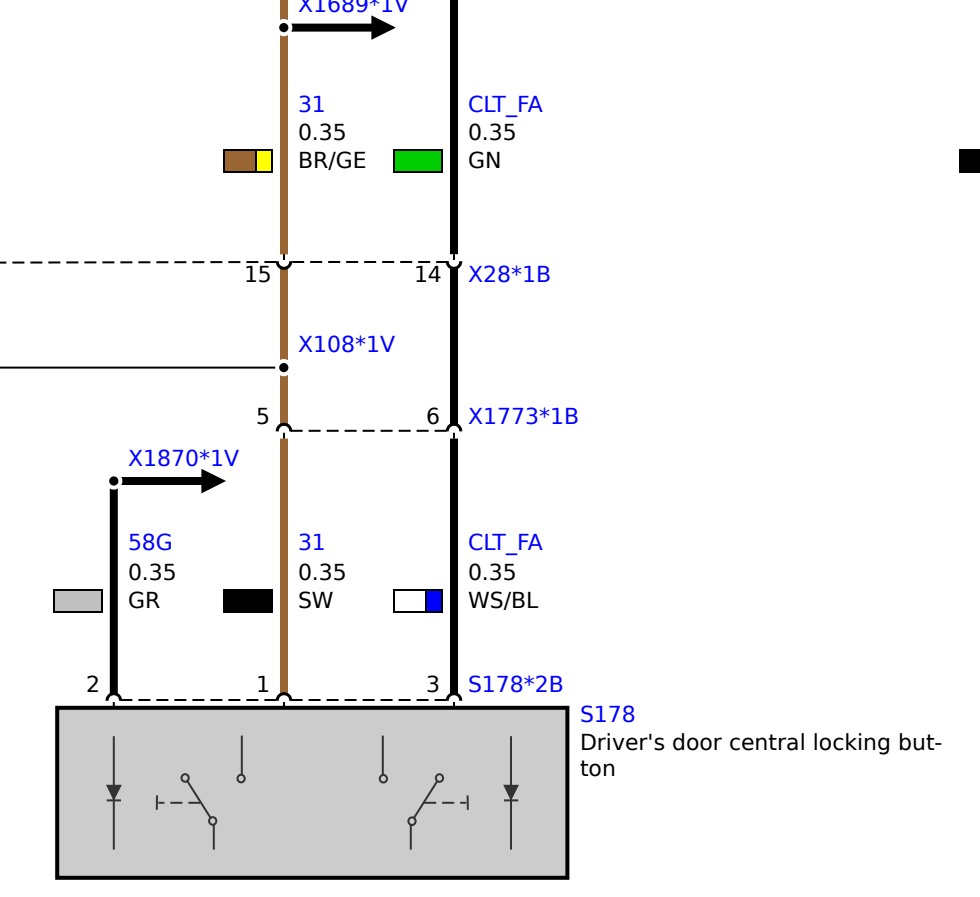 X1689*1V
31
0.35
BR/GE
CLT_FA
0.35
GN
15
14
X28*1B
X108*1V
5
6
X1773*1B
X1870*1V
58G
0.35
GR
31
0.35
SW
CLT_FA
0.35
WS/BL
2
1
3
S178*2B
S178
Driver's door central locking but-
ton